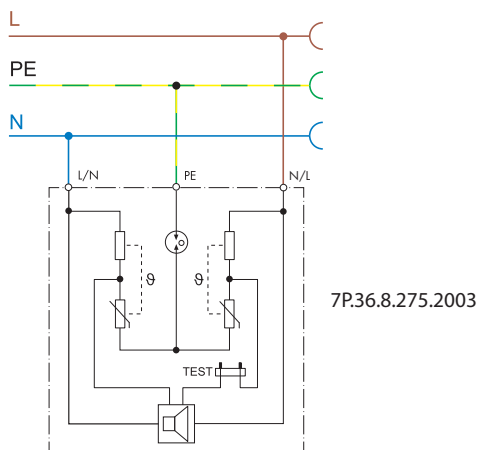 L
PE
N
L/N
PE
N/L
ϑ
ϑ
7P.36.8.275.2003
TEST